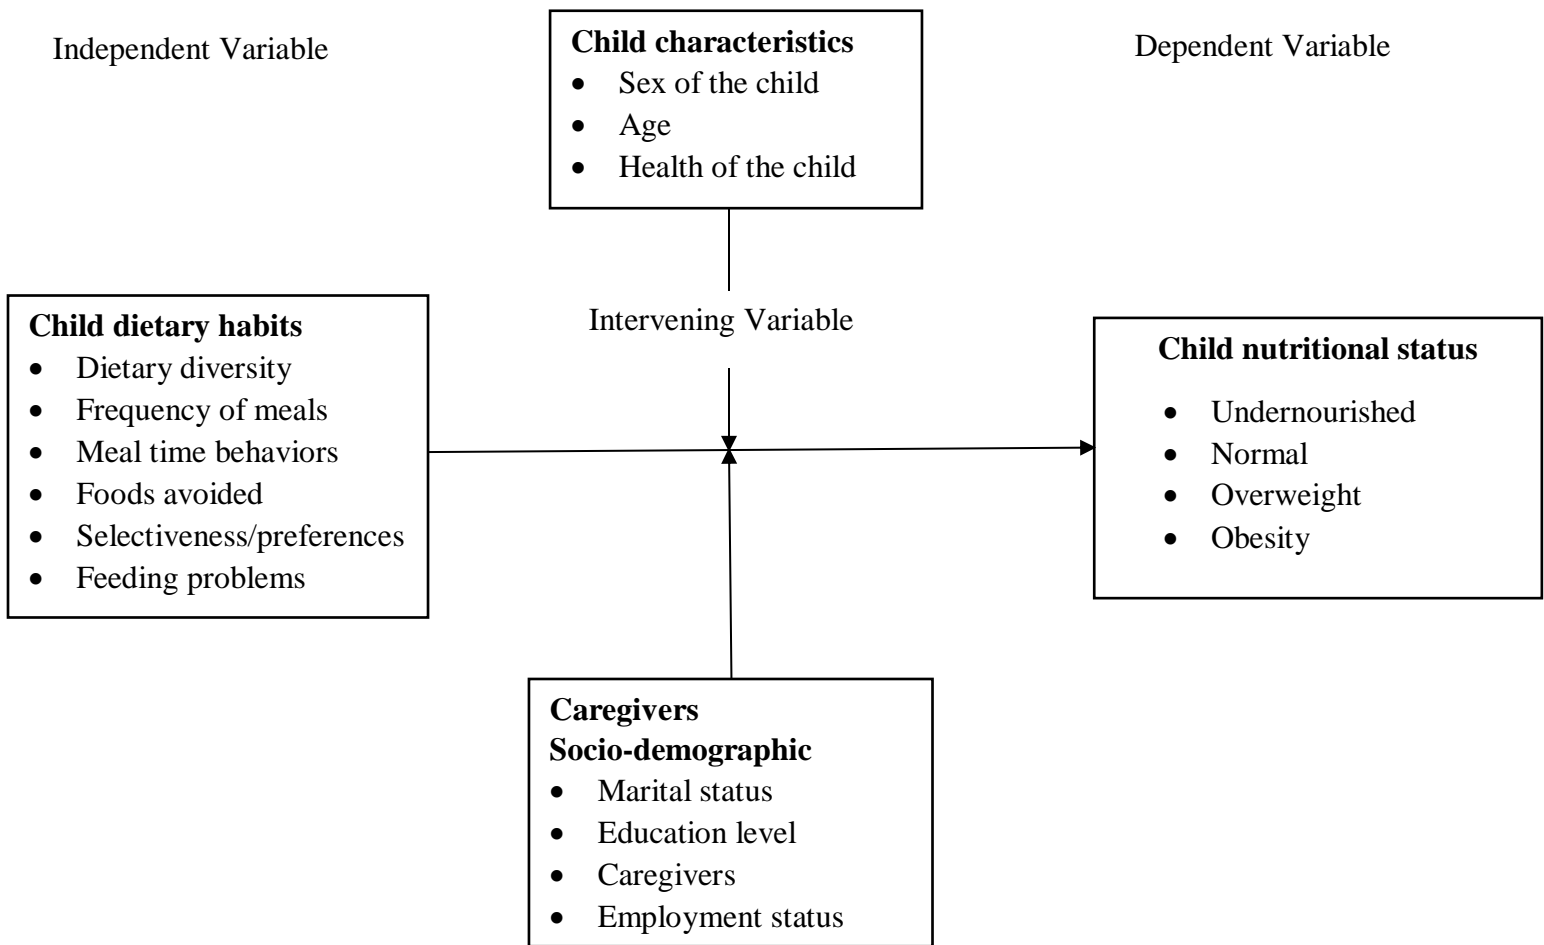 Independent Variable
Child characteristics
• Sex of the child
• Age
• Health of the child
Dependent Variable
Intervening Variable
Child dietary habits
• Dietary diversity
• Frequency of meals
• Meal time behaviors
• Foods avoided
• Selectiveness/preferences
• Feeding problems
Child nutritional status
• Undernourished
• Normal
• Overweight
• Obesity
Caregivers
Socio-demographic
• Marital status
• Education level
• Caregivers
• Employment status